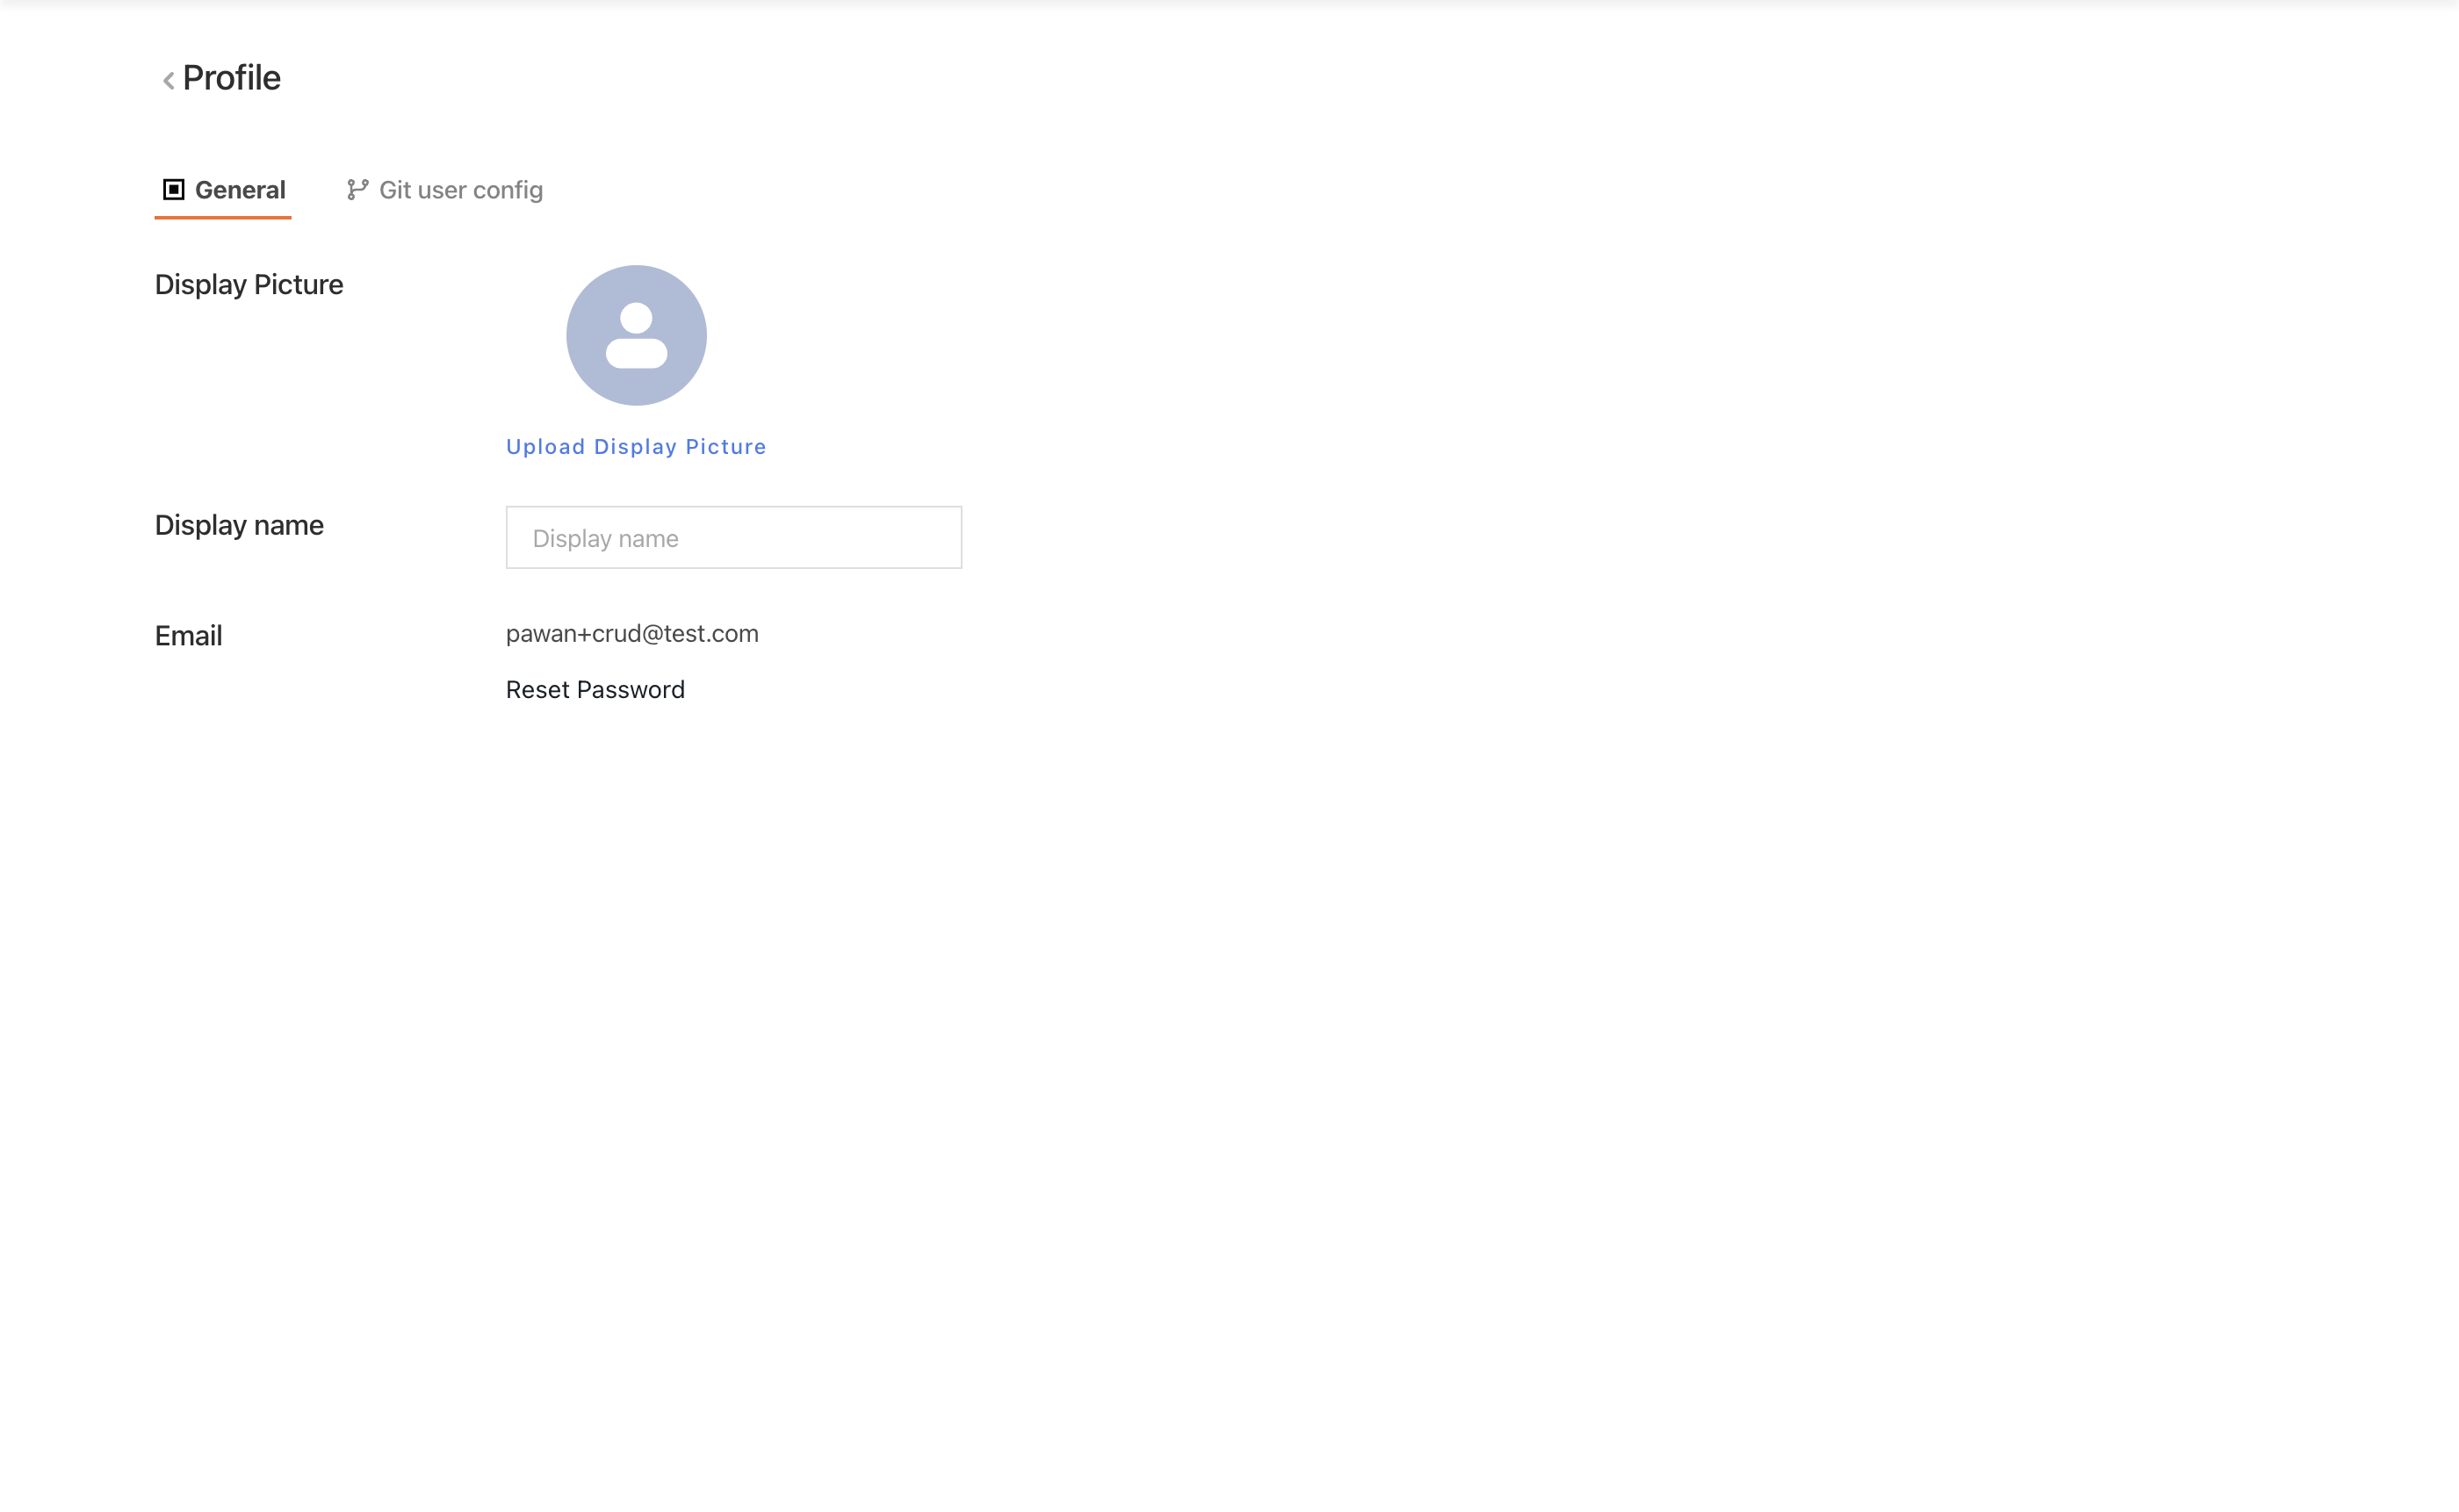 Profile
General
Git user config
Display Picture
Upload Display Picture
Display name
Display name
Email
pawan+crud@test.com
Reset Password